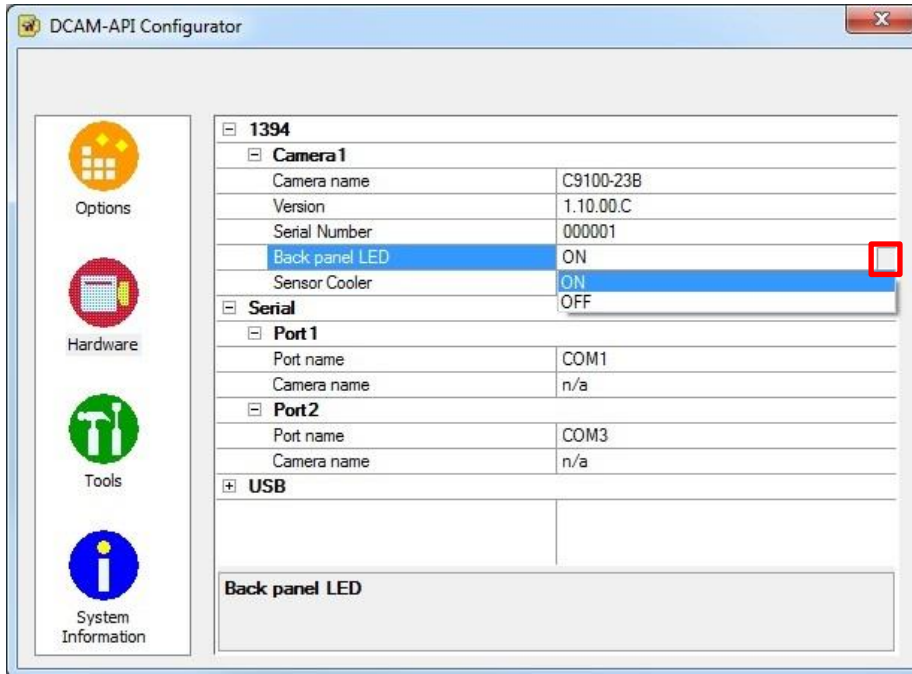 DCAM-API Configurator
Options
Hardware
Tools
System
Information
1394
Camera1
Camera name C9100-23B
Version 1.10.00.C
Serial Number 000001
Back panel LED ON
Sensor Cooler ON
OFF
Serial
Port1
Port name COM1
Camera name n/a
Port2
Port name COM3
Camera name n/a
USB
Back panel LED